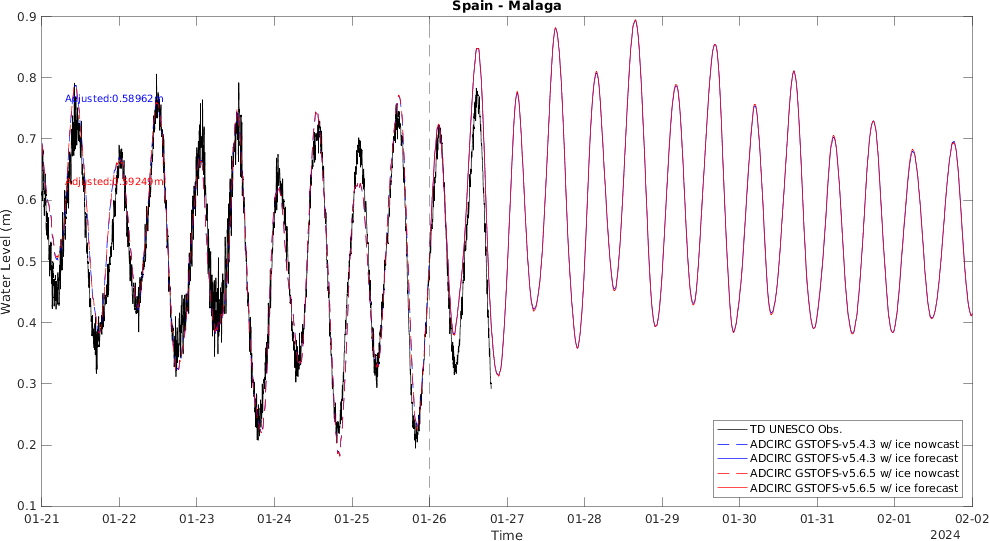 Spain - Malaga
0.9
0.8
0.7
0.6
0.5
0.4
0.3
0.2
0.1
Water Level (m)
Adjusted:0.58962m
Adjusted:0.59249m
TD UNESCO Obs.
ADCIRC GSTOFS-v5.4.3 w/ ice nowcast
ADCIRC GSTOFS-v5.4.3 w/ ice forecast
ADCIRC GSTOFS-v5.6.5 w/ ice nowcast
ADCIRC GSTOFS-v5.6.5 w/ ice forecast
01-21 01-22 01-23 01-24 01-25 01-26 01-27 01-28 01-29 01-30 01-31 02-01 02-02
Time
2024